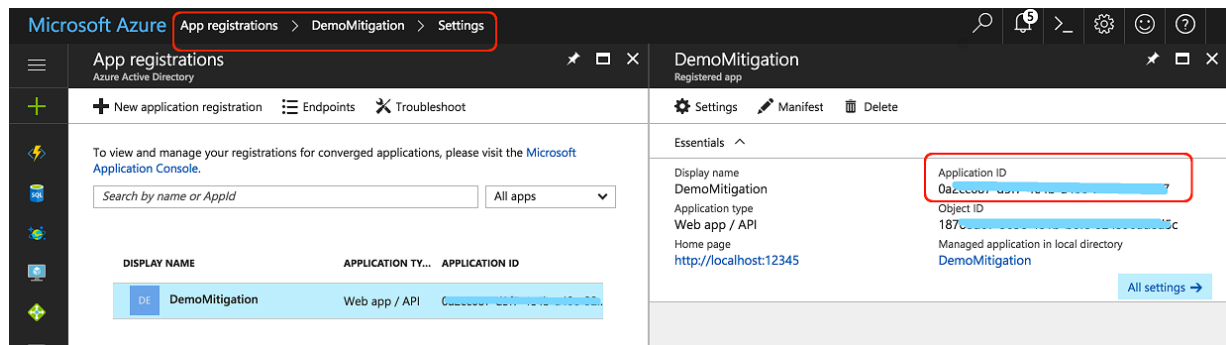 Microsoft Azure App registrations > DemoMitigation > Settings
5
App registrations
Azure Active Directory
New application registration Endpoints Troubleshoot
To view and manage your registrations for converged applications, please visit the Microsoft
Application Console.
Search by name or AppId All apps
DISPLAY NAME APPLICATION TY... APPLICATION ID
DE DemoMitigation Web app / API
SQL
DemoMitigation
Registered app
Settings Manifest Delete
Essentials
Display name
DemoMitigation
Application type
Web app / API
Home page
http://localhost:12345
Application ID
Object ID
Managed application in local directory
DemoMitigation
All settings →